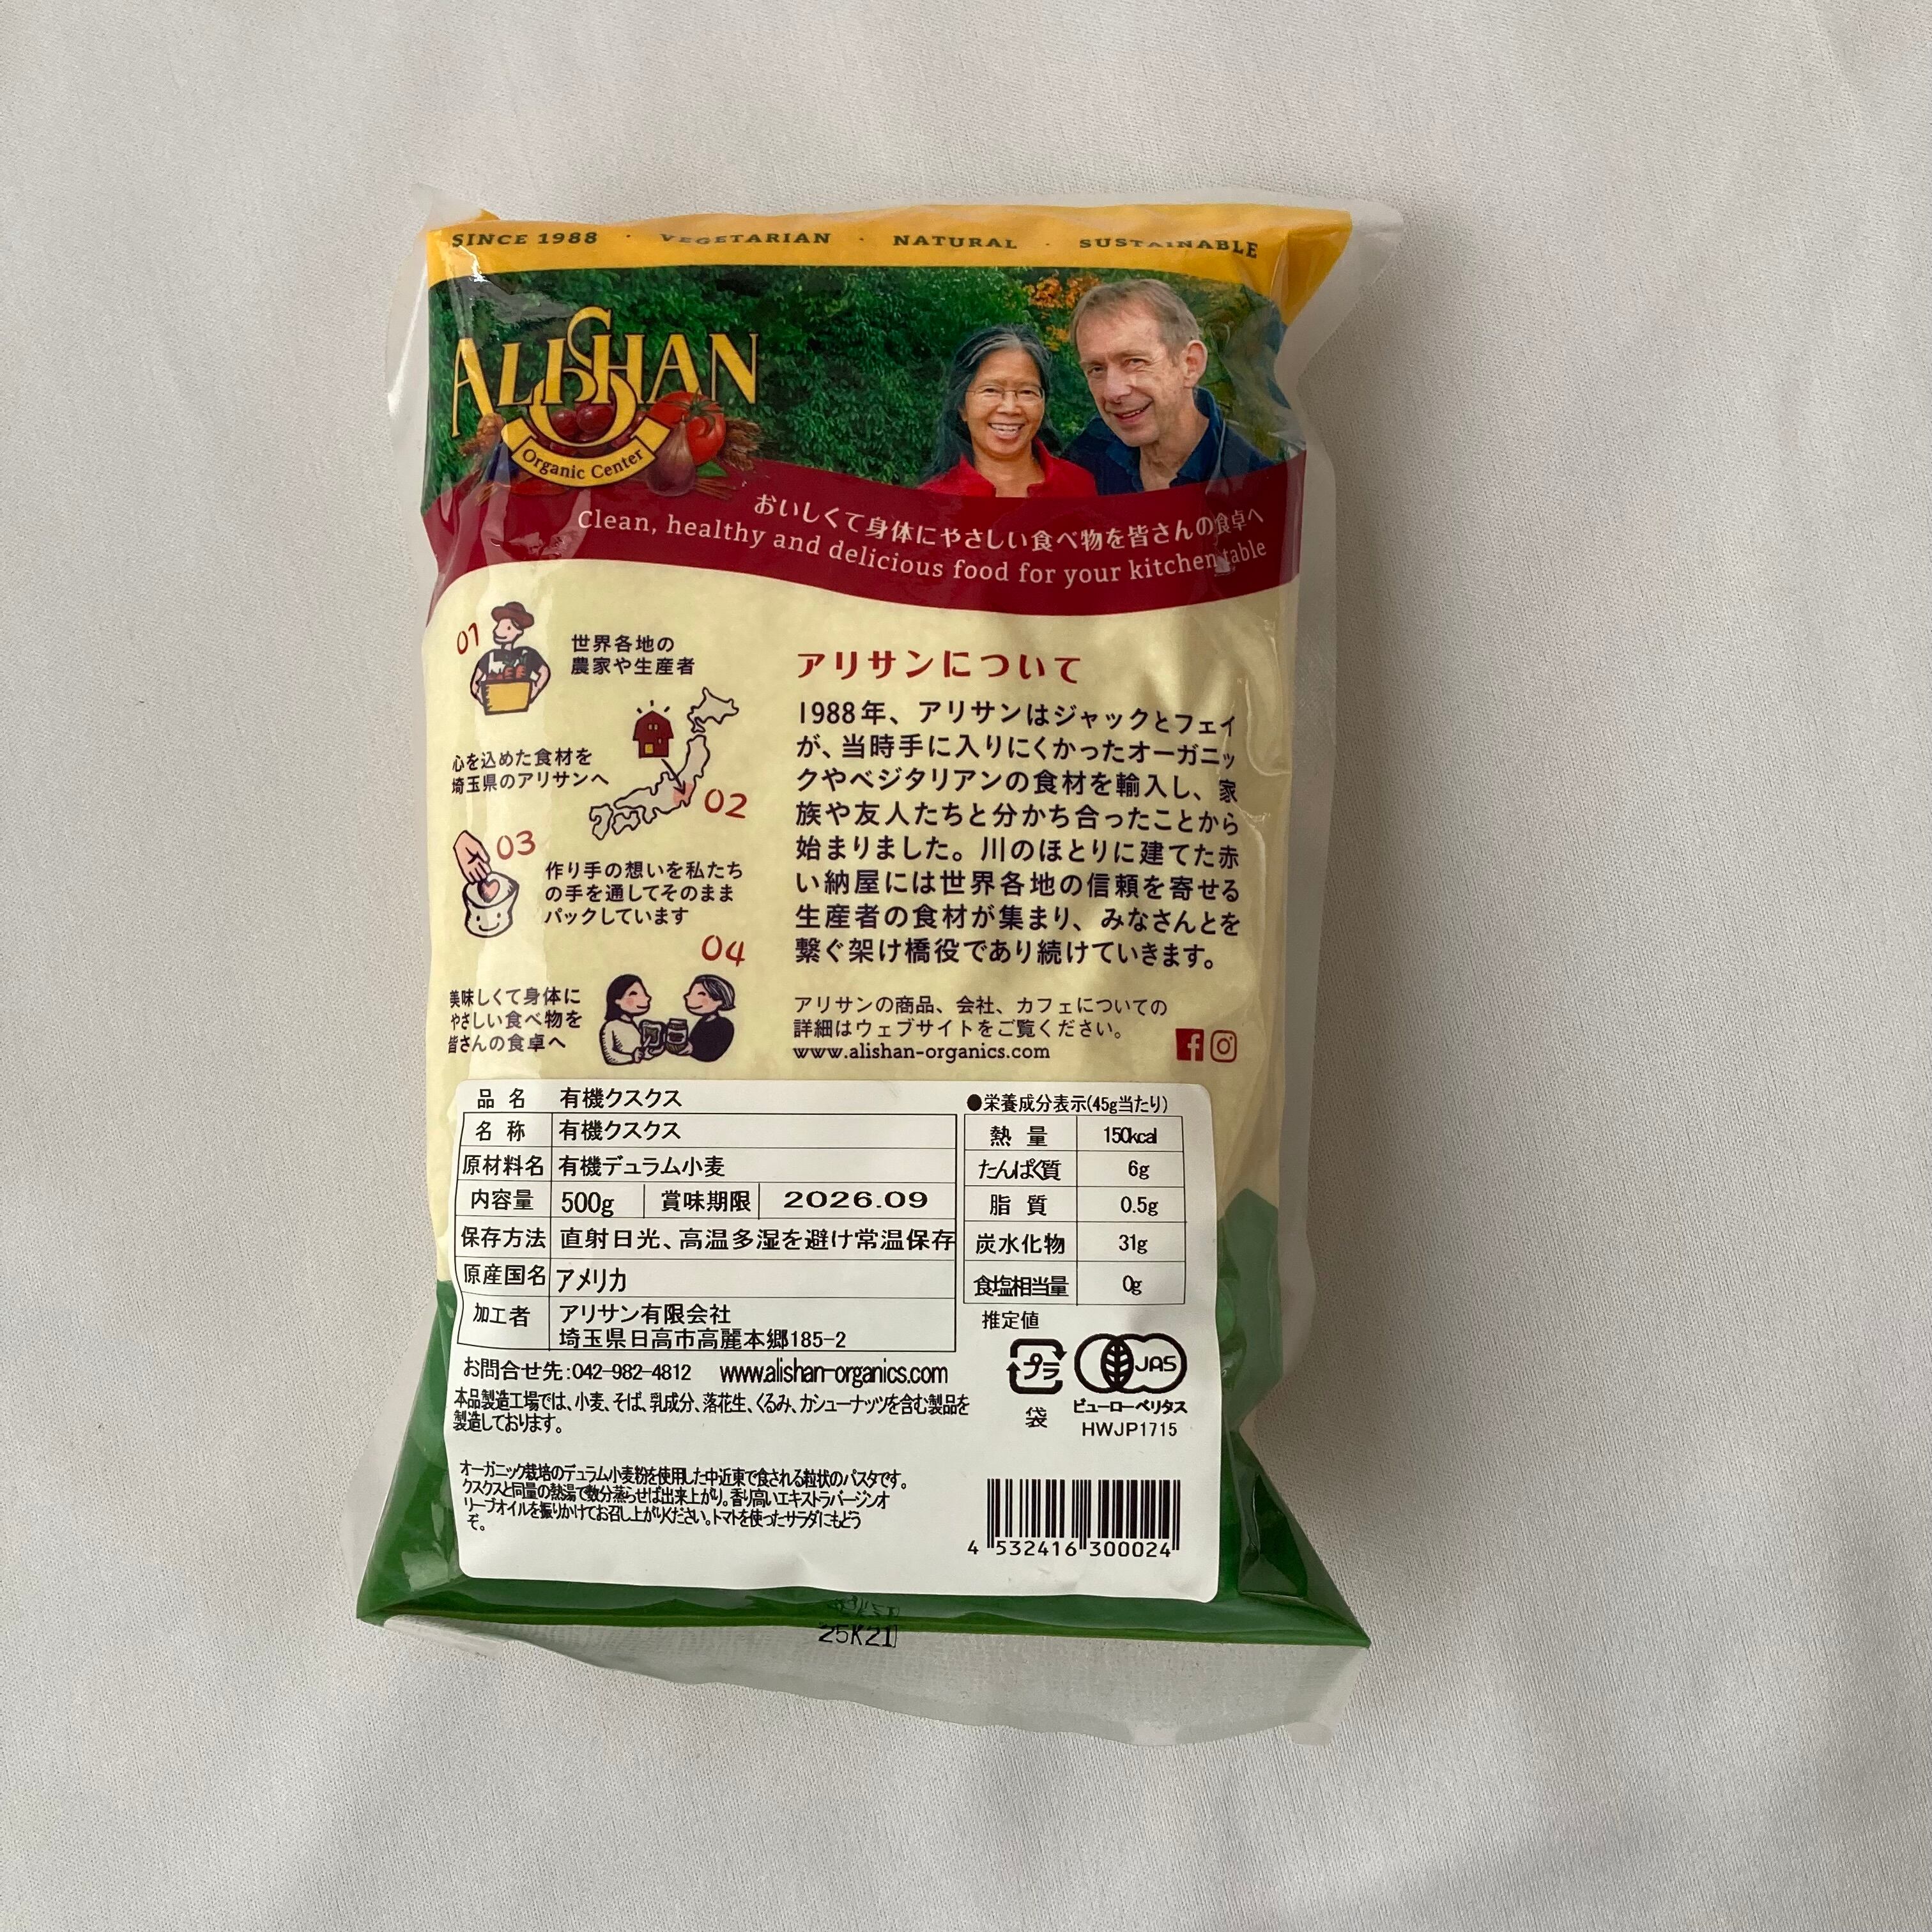 SINCE 1988 · VEGETARIAN · NATURAL · SUSTAINABLE
ALISHAN
Organic Center
おいしくて身体にやさしい食べ物を皆さんの食卓へ
Clean, healthy and delicious food for your kitchen table
01
世界各地の
農家や生産者
心を込めた食材を
埼玉県のアリサンへ
02
03
作り手の想いを私たち
の手を通してそのまま
パックしています
04
美味しくて身体に
やさしい食べ物を
皆さんの食卓へ
アリサンについて
1988年、アリサンはジャックとフェイ
が、当時手に入りにくかったオーガニッ
クやベジタリアンの食材を輸入し、家
族や友人たちと分かち合ったことから
始まりました。川のほとりに建てた赤
い納屋には世界各地の信頼を寄せる
生産者の食材が集まり、みなさんとを
繋ぐ架け橋役であり続けていきます。
アリサンの商品、会社、カフェについての
詳細はウェブサイトをご覧ください。
www.alishan-organics.com
品名 有機クスクス
名称 有機クスクス
原材料名 有機デュラム小麦
内容量 500g 賞味期限 2026.09
保存方法 直射日光、高温多湿を避け常温保存
原産国名 アメリカ
加工者 アリサン有限会社
埼玉県日高市高麗本郷185-2
お問合せ先:042-982-4812 www.alishan-organics.com
本品製造工場では、小麦、そば、乳成分、落花生、くるみ、カシューナッツを含む製品を
製造しております。
オーガニック栽培のデュラム小麦粉を使用した中近東で食される粒状のパスタです。
クスクスと同量の熱湯で数分蒸らせば出来上がり。香り高いエキストラバージンオ
リーブオイルを振りかけてお召し上がりください。トマトを使ったサラダにもどう
ぞ。
●栄養成分表示(45g当たり)
熱量 150kcal
たんぱく質 6g
脂質 0.5g
炭水化物 31g
食塩相当量 0g
推定値
プラ
袋
JAS
ビューローベリタス
HWJP1715
4 532416 300024
25K21